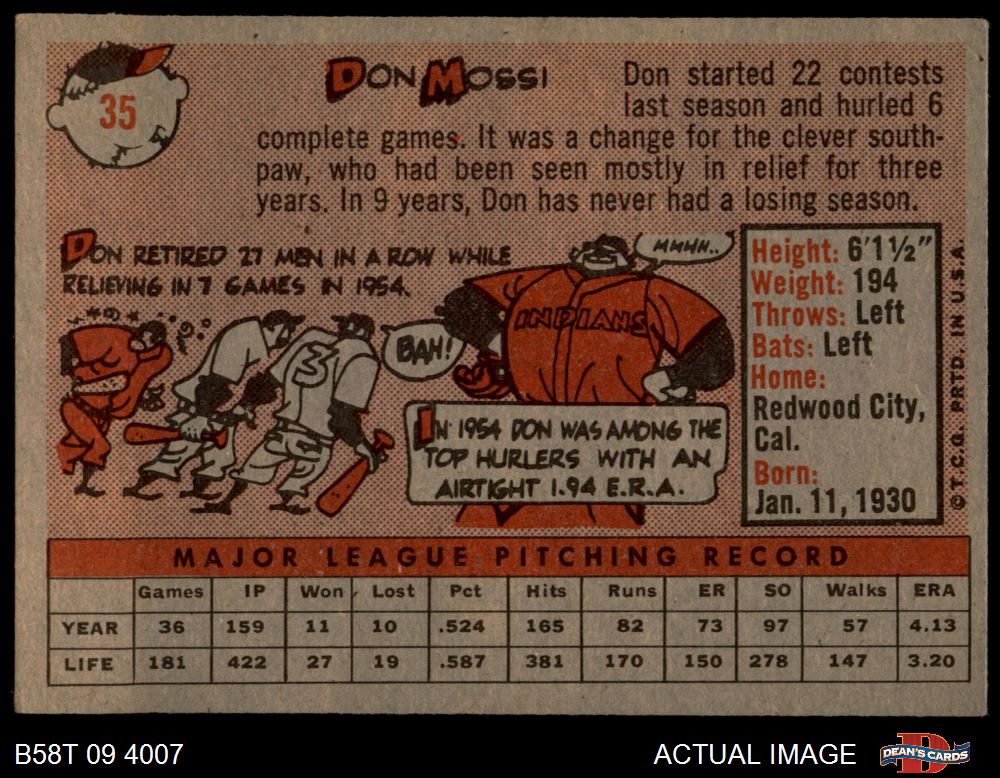 35
DON MOSSI
Don started 22 contests
last season and hurled 6
complete games. It was a change for the clever south-
paw, who had been seen mostly in relief for three
years. In 9 years, Don has never had a losing season.
DON RETIRED 27 MEN IN A ROW WHILE
RELIEVING IN 7 GAMES IN 1954.
MMHN..
INDIANS
BAH!
3
IN 1954 DON WAS AMONG THE
TOP HURLERS WITH AN
AIRTIGHT 1.94 E.R.A.
Height: 6'1½"
Weight: 194
Throws: Left
Bats: Left
Home:
Redwood City,
Cal.
Born:
Jan. 11, 1930
© T.C.G. PRTD. IN U.S.A.
MAJOR LEAGUE PITCHING RECORD
Games IP Won Lost Pct Hits Runs ER SO Walks ERA
YEAR 36 159 11 10 .524 165 82 73 97 57 4.13
LIFE 181 422 27 19 .587 381 170 150 278 147 3.20
B58T 09 4007
ACTUAL IMAGE
D
DEAN'S CARDS